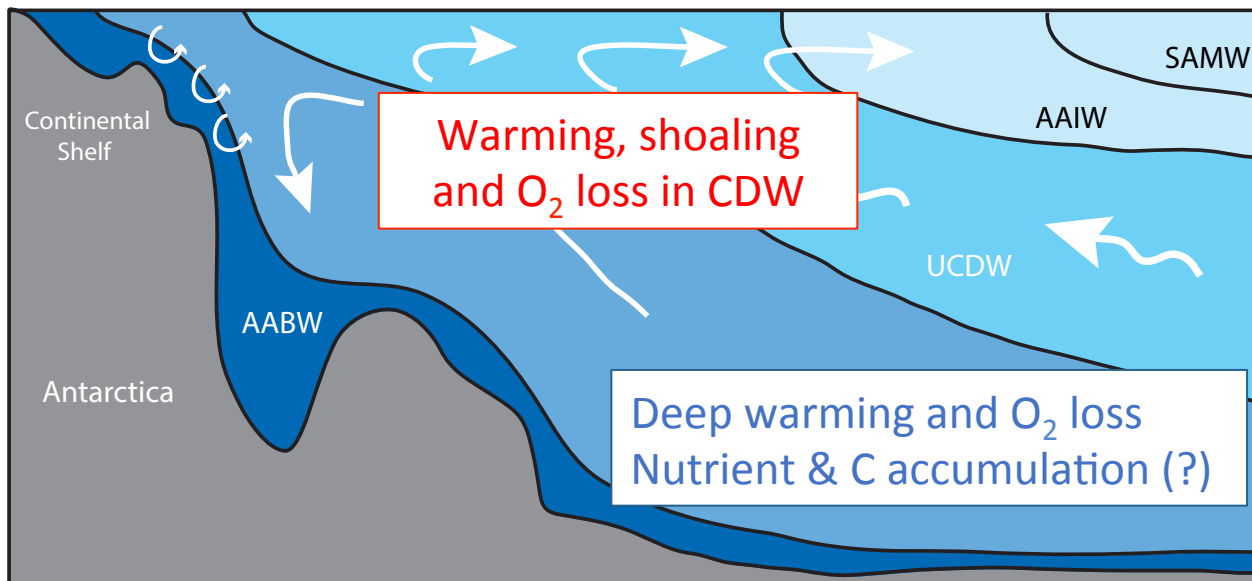 SAMW
AAIW
Continental
Shelf
Warming, shoaling
and O₂ loss in CDW
UCDW
AABW
Antarctica
Deep warming and O₂ loss
Nutrient & C accumulation (?)